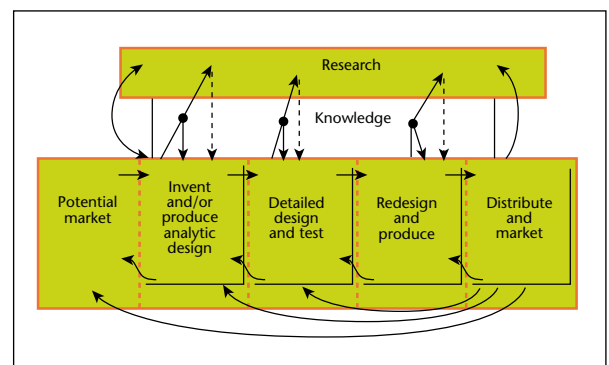 Research
Knowledge
Potential
market
Invent
and/or
produce
analytic
design
Detailed
design
and test
Redesign
and
produce
Distribute
and
market